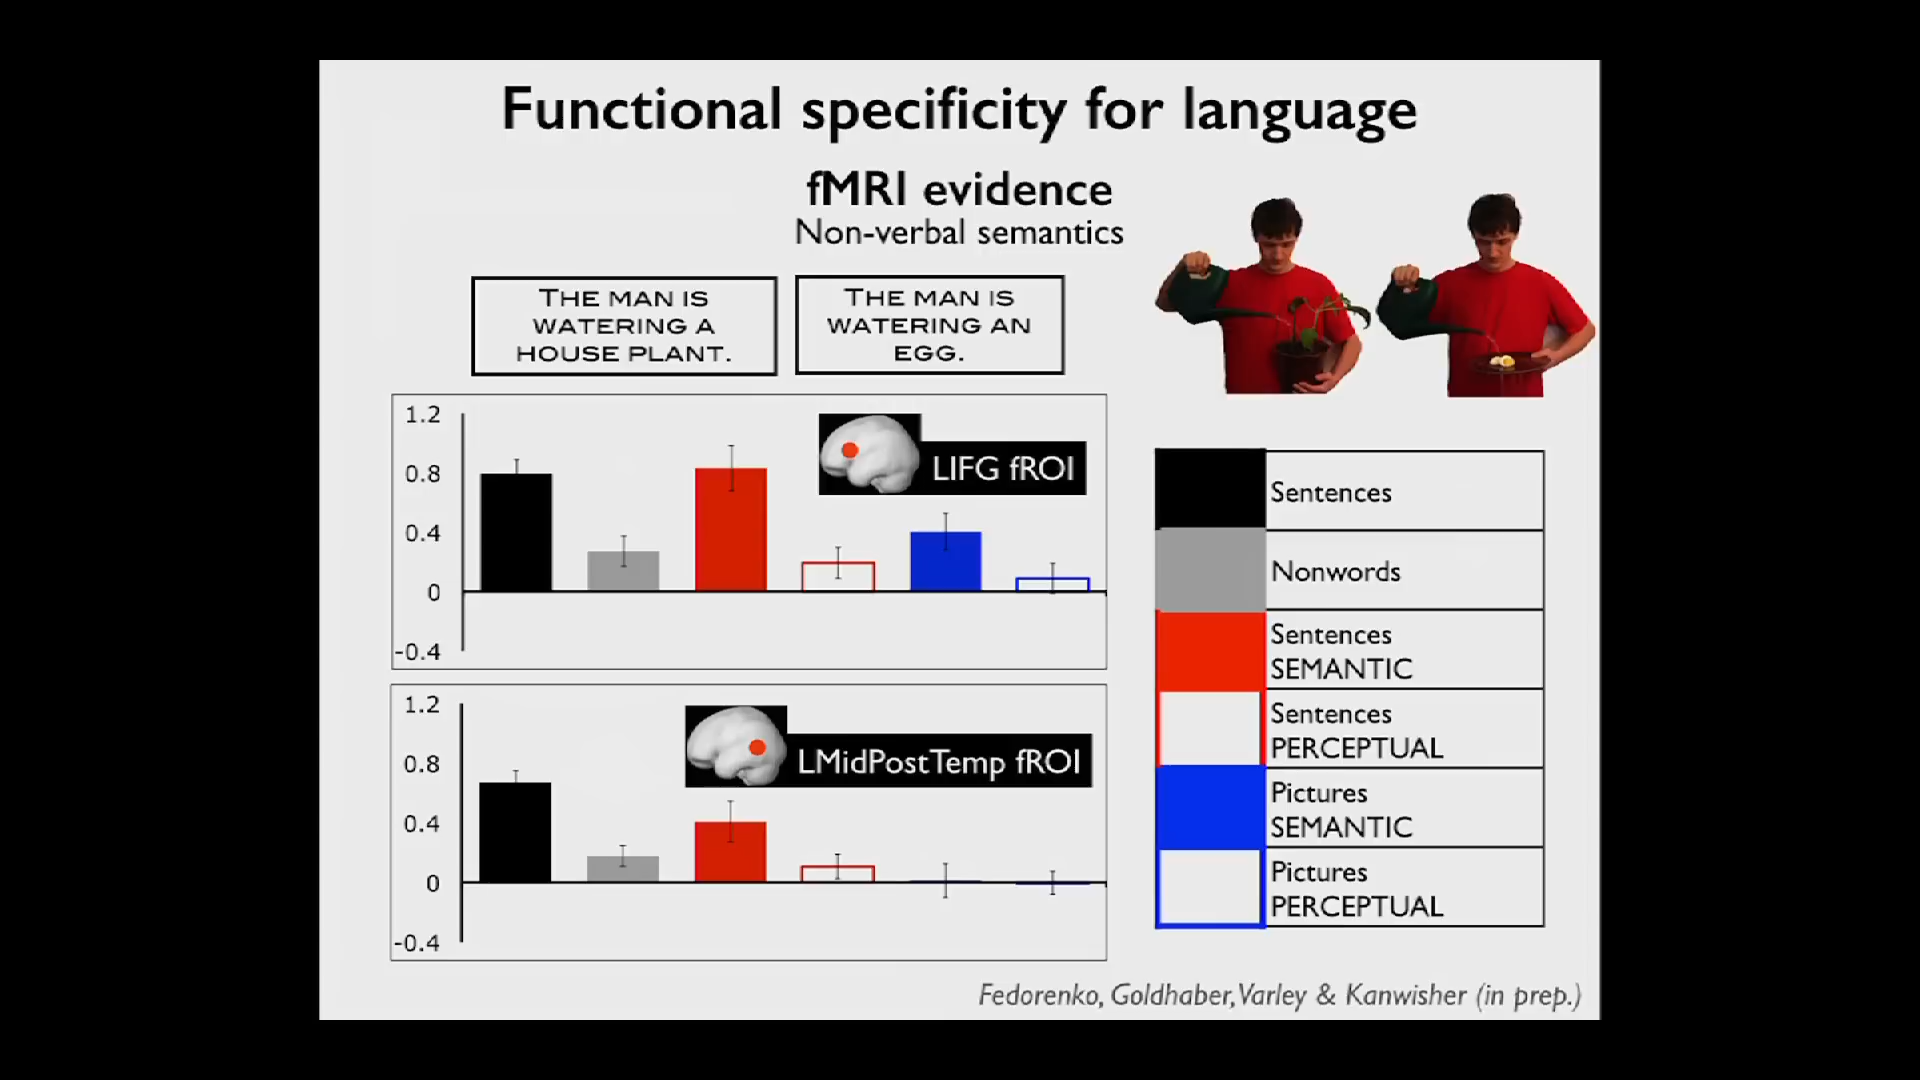 Functional specificity for language
fMRI evidence
Non-verbal semantics
THE MAN IS
WATERING A
HOUSE PLANT.
THE MAN IS
WATERING AN
EGG.
1.2
0.8
0.4
0
-0.4
LIFG fROI
1.2
0.8
0.4
0
-0.4
LMidPostTemp fROI
Sentences
Nonwords
Sentences
SEMANTIC
Sentences
PERCEPTUAL
Pictures
SEMANTIC
Pictures
PERCEPTUAL
Fedorenko, Goldhaber, Varley & Kanwisher (in prep.)